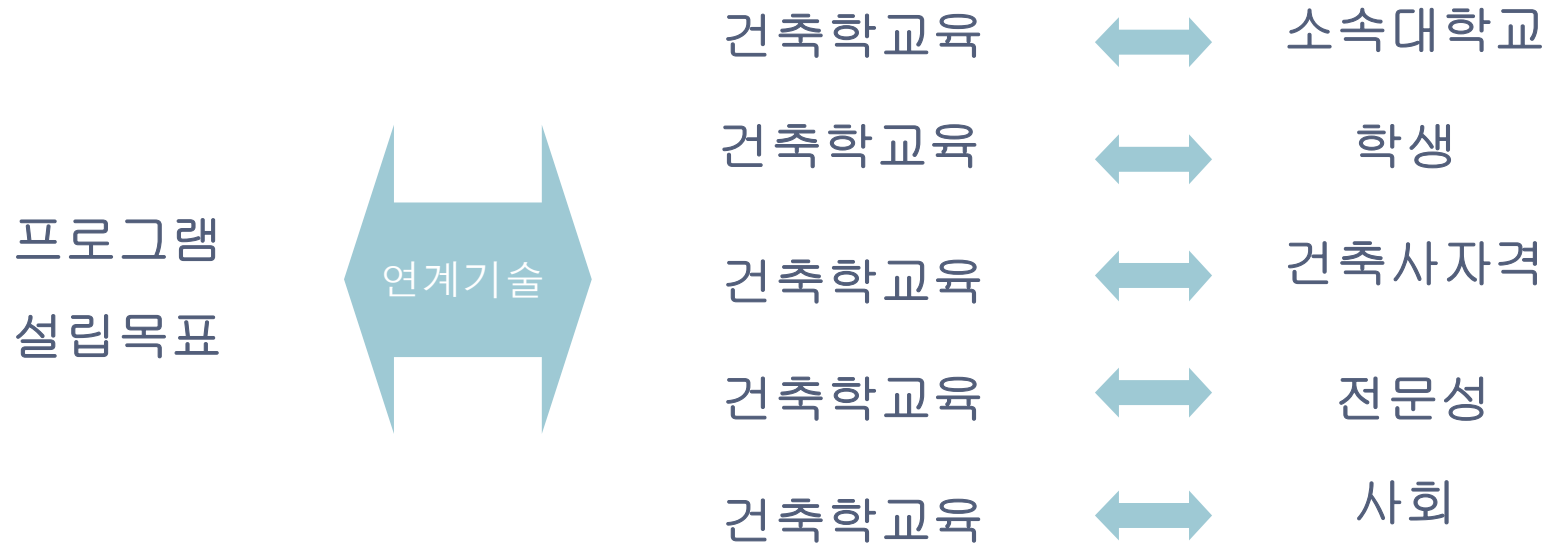 건축학교육 소속대학교
건축학교육 학생
프로그램
설립목표
연계기술
건축학교육 건축사자격
건축학교육 전문성
건축학교육 사회